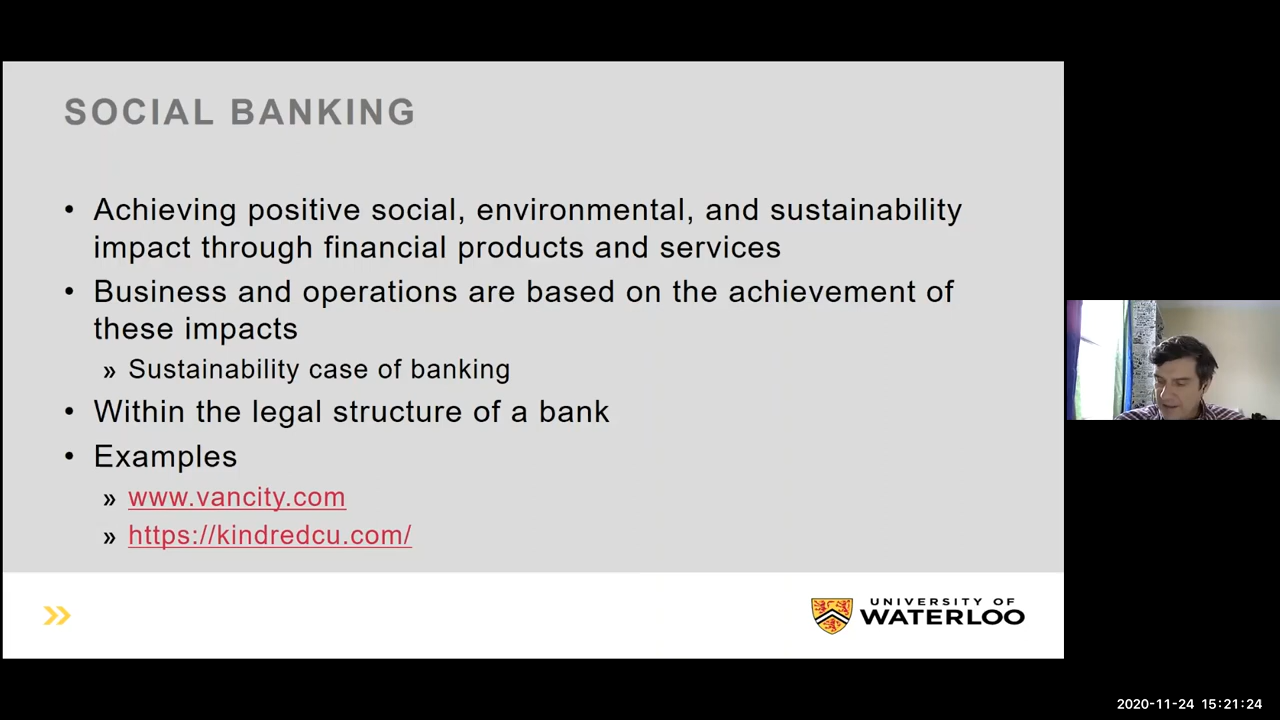 SOCIAL BANKING
• Achieving positive social, environmental, and sustainability
impact through financial products and services
• Business and operations are based on the achievement of
these impacts
» Sustainability case of banking
• Within the legal structure of a bank
• Examples
» www.vancity.com
» https://kindredcu.com/
UNIVERSITY OF
WATERLOO
2020-11-24 15:21:24